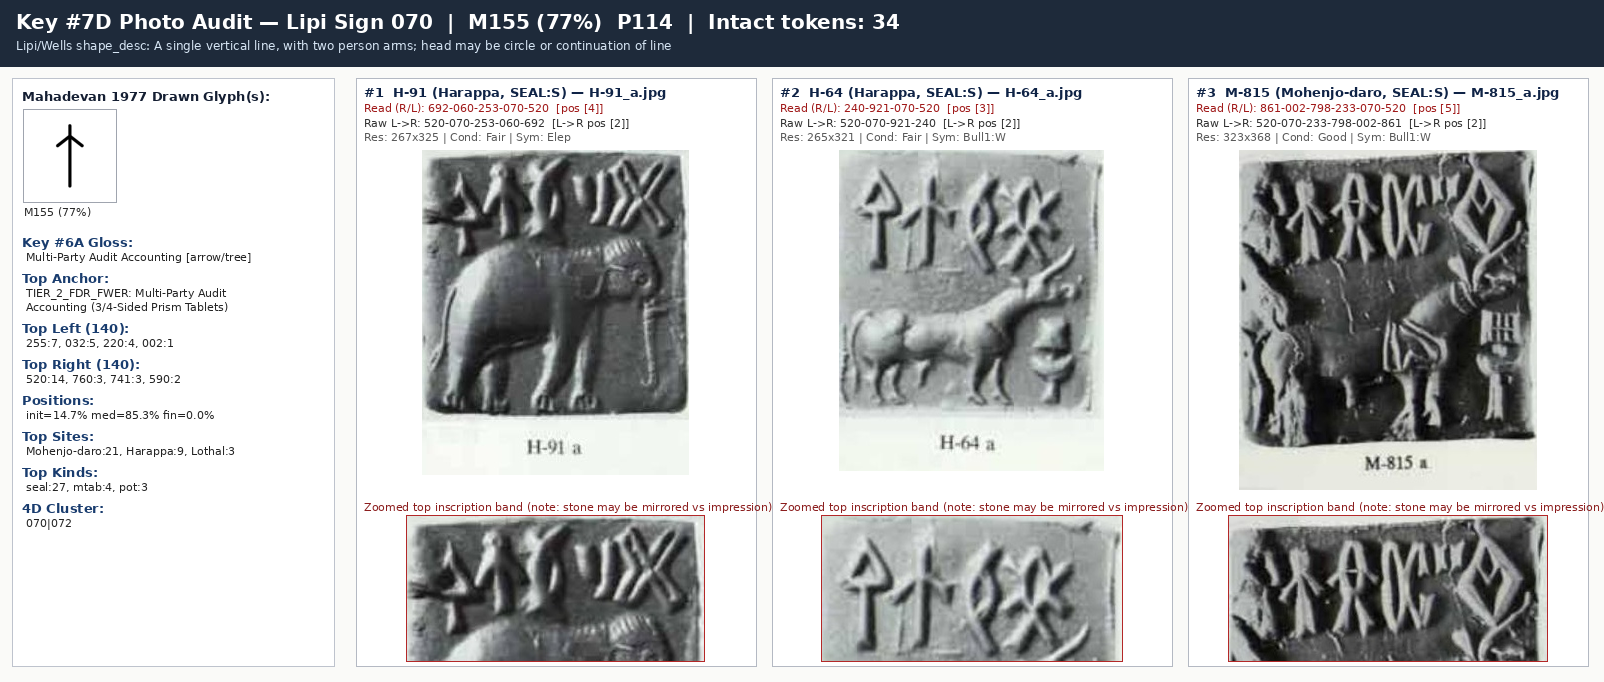 Key #7D Photo Audit — Lipi Sign 070 | M155 (77%) P114 | Intact tokens: 34
Lipi/Wells shape_desc: A single vertical line, with two person arms; head may be circle or continuation of line
Mahadevan 1977 Drawn Glyph(s):
M155 (77%)
Key #6A Gloss:
Multi-Party Audit Accounting [arrow/tree]
Top Anchor:
TIER_2_FDR_FWER: Multi-Party Audit
Accounting (3/4-Sided Prism Tablets)
Top Left (140):
255:7, 032:5, 220:4, 002:1
Top Right (140):
520:14, 760:3, 741:3, 590:2
Positions:
init=14.7% med=85.3% fin=0.0%
Top Sites:
Mohenjo-daro:21, Harappa:9, Lothal:3
Top Kinds:
seal:27, mtab:4, pot:3
4D Cluster:
070|072
#1 H-91 (Harappa, SEAL:S) — H-91_a.jpg
Read (R/L): 692-060-253-070-520 [pos [4]]
Raw L->R: 520-070-253-060-692 [L->R pos [2]]
Res: 267x325 | Cond: Fair | Sym: Elep
H-91 a
Zoomed top inscription band (note: stone may be mirrored vs impression)
#2 H-64 (Harappa, SEAL:S) — H-64_a.jpg
Read (R/L): 240-921-070-520 [pos [3]]
Raw L->R: 520-070-921-240 [L->R pos [2]]
Res: 265x321 | Cond: Fair | Sym: Bull1:W
H-64 a
Zoomed top inscription band (note: stone may be mirrored vs impression)
#3 M-815 (Mohenjo-daro, SEAL:S) — M-815_a.jpg
Read (R/L): 861-002-798-233-070-520 [pos [5]]
Raw L->R: 520-070-233-798-002-861 [L->R pos [2]]
Res: 323x368 | Cond: Good | Sym: Bull1:W
M-815 a
Zoomed top inscription band (note: stone may be mirrored vs impression)